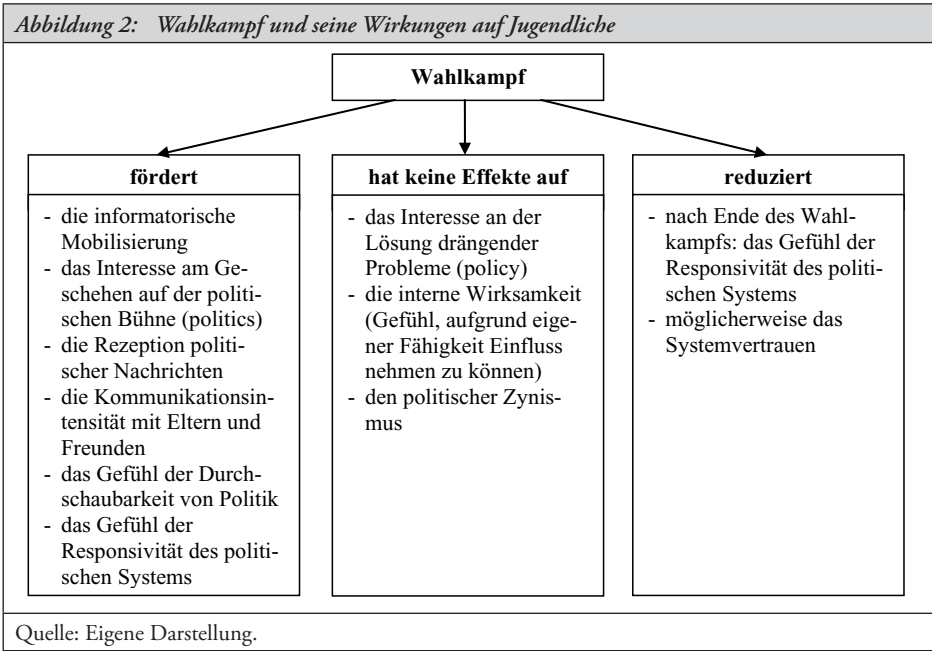 Abbildung 2: Wahlkampf und seine Wirkungen auf Jugendliche
Wahlkampf
fördert
- die informatorische
Mobilisierung
- das Interesse am Ge-
schehen auf der politi-
schen Bühne (politics)
- die Rezeption politi-
scher Nachrichten
- die Kommunikationsin-
tensität mit Eltern und
Freunden
- das Gefühl der Durch-
schaubarkeit von Politik
- das Gefühl der
Responsivität des politi-
schen Systems
hat keine Effekte auf
- das Interesse an der
Lösung drängender
Probleme (policy)
- die interne Wirksamkeit
(Gefühl, aufgrund eige-
ner Fähigkeit Einfluss
nehmen zu können)
- den politischer Zynis-
mus
reduziert
- nach Ende des Wahl-
kampfs: das Gefühl der
Responsivität des politi-
schen Systems
- möglicherweise das
Systemvertrauen
Quelle: Eigene Darstellung.